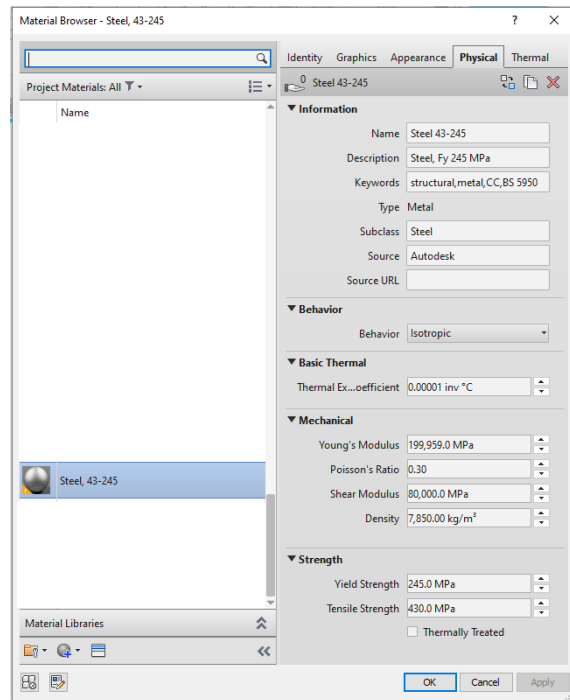 Material Browser - Steel, 43-245
?
Project Materials: All
Name
Steel, 43-245
Material Libraries
Identity Graphics Appearance Physical Thermal
0 Steel 43-245
Information
Name Steel 43-245
Description Steel, Fy 245 MPa
Keywords structural,metal,CC,BS 5950
Type Metal
Subclass Steel
Source Autodesk
Source URL
Behavior
Behavior Isotropic
Basic Thermal
Thermal Ex...oefficient 0.00001 inv °C
Mechanical
Young's Modulus 199,959.0 MPa
Poisson's Ratio 0.30
Shear Modulus 80,000.0 MPa
Density 7,850.00 kg/m³
Strength
Yield Strength 245.0 MPa
Tensile Strength 430.0 MPa
Thermally Treated
OK Cancel Apply